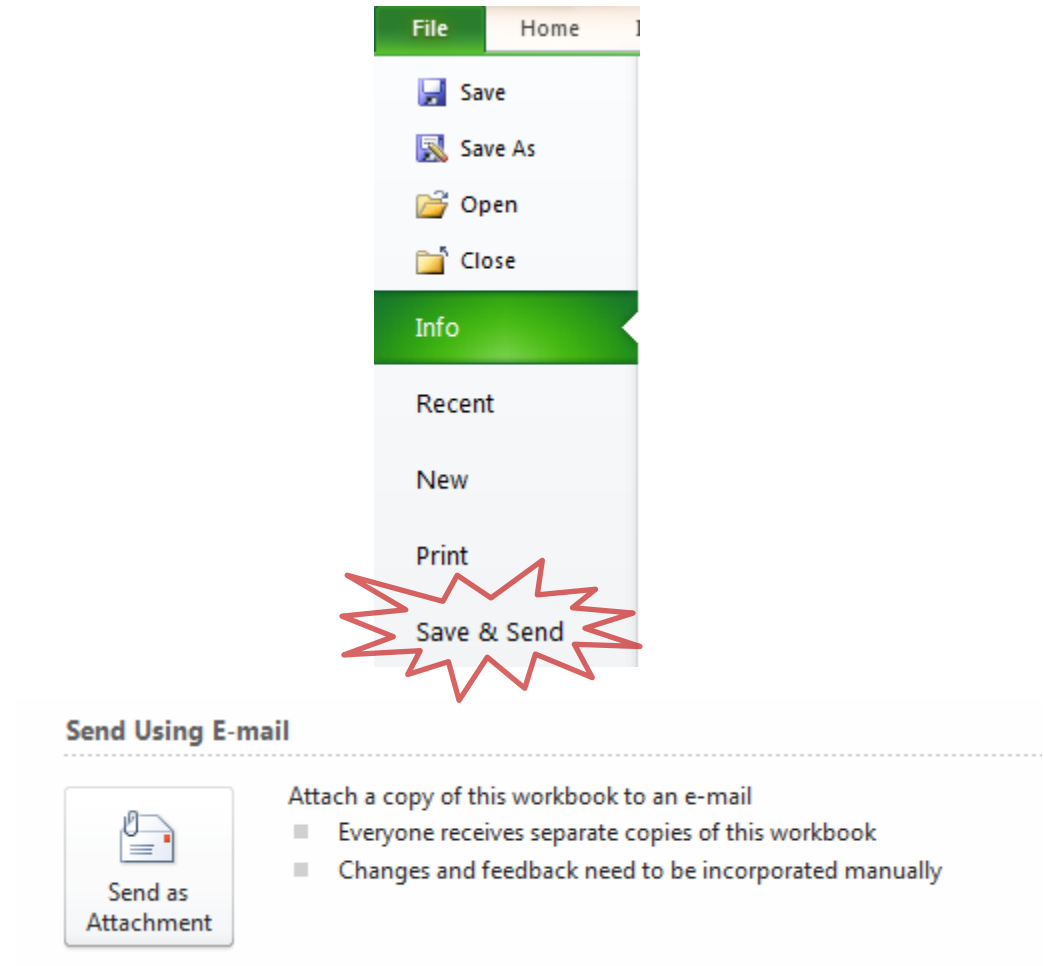 File Home
Save
Save As
Open
Close
Info
Recent
New
Print
Save & Send
Send Using E-mail
Send as
Attachment
Attach a copy of this workbook to an e-mail
Everyone receives separate copies of this workbook
Changes and feedback need to be incorporated manually